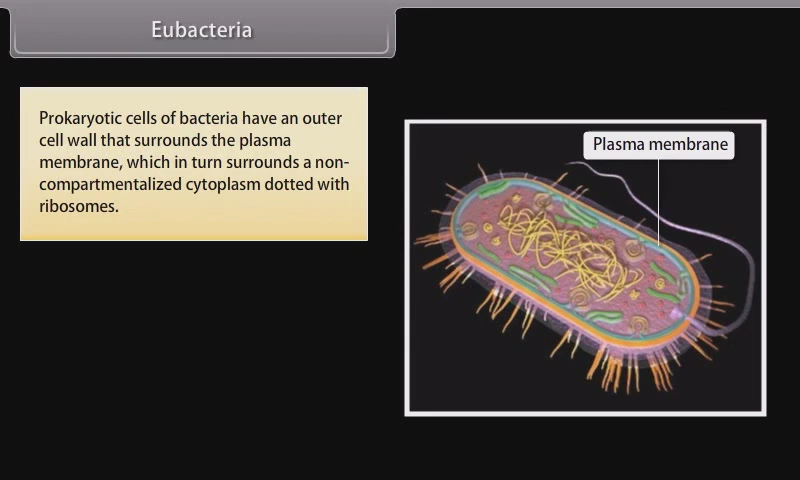 Eubacteria
Prokaryotic cells of bacteria have an outer
cell wall that surrounds the plasma
membrane, which in turn surrounds a non-
compartmentalized cytoplasm dotted with
ribosomes.
Plasma membrane